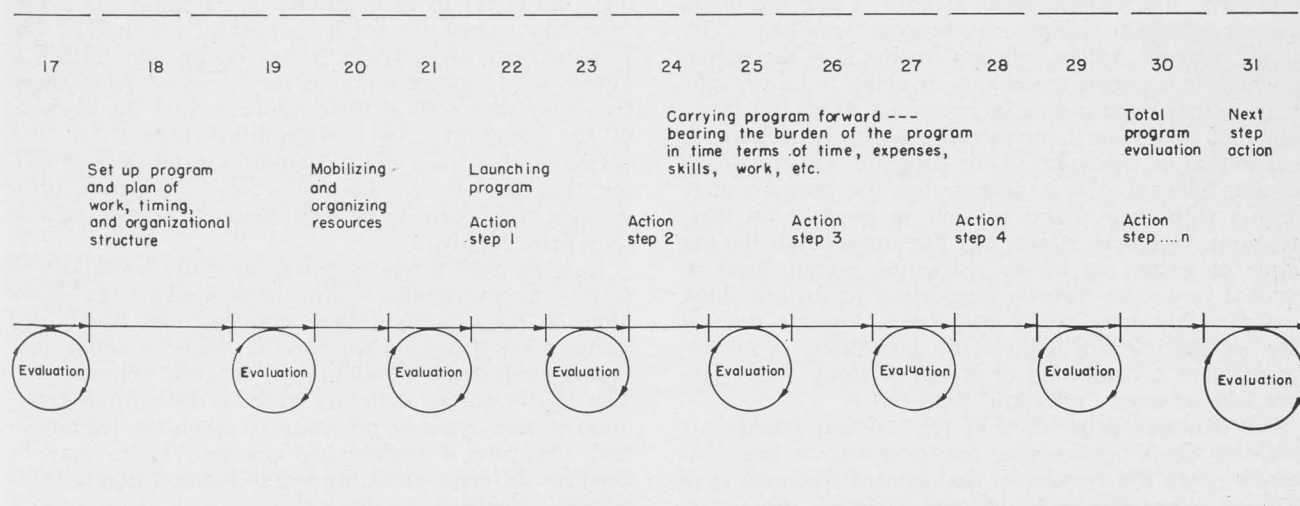 17 18 19 20 21 22 23 24 25 26 27 28 29 30 31
Set up program
and plan of
work, timing,
and organizational
structure
Mobilizing
and
organizing
resources
Launching
program
Action
step 1
Action
step 2
Carrying program forward ---
bearing the burden of the program
in time terms of time, expenses,
skills, work, etc.
Action
step 3
Action
step 4
Total
program
evaluation
Action
step .... n
Next
step
action
Evaluation
Evaluation
Evaluation
Evaluation
Evaluation
Evaluation
Evaluation
Evaluation